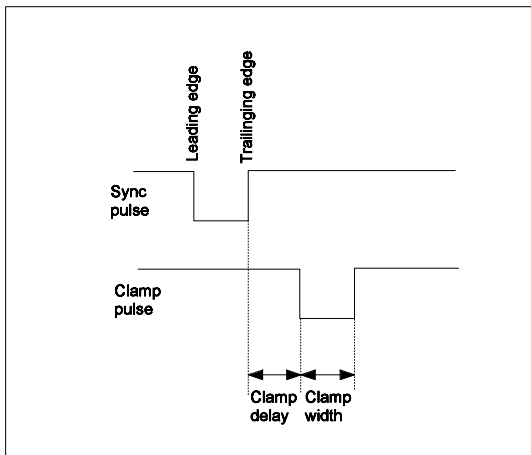 Leading edge
Trailinging edge
Sync
pulse
Clamp
pulse
Clamp
delay
Clamp
width